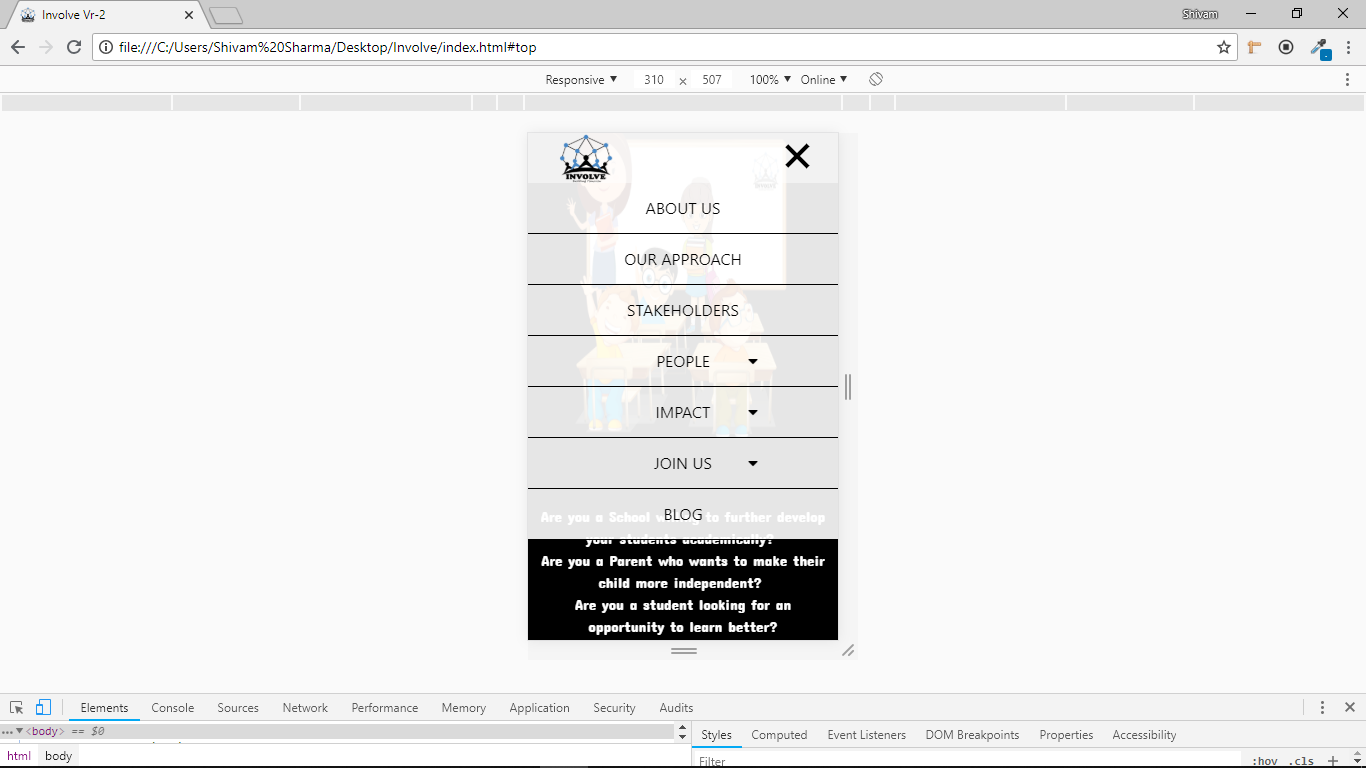 Involve Vr-2
Shivam
file:///C:/Users/Shivam%20Sharma/Desktop/Involve/index.html#top
Responsive ▼ 310 × 507 100% ▼ Online ▼
INVOLVE
ABOUT US
OUR APPROACH
STAKEHOLDERS
PEOPLE
IMPACT
JOIN US
BLOG
Are you a School to further develop
your students academically?
Are you a Parent who wants to make their
child more independent?
Are you a student looking for an
opportunity to learn better?
Elements Console Sources Network Performance Memory Application Security Audits
... ▼ <body> == $0
html body
Styles Computed Event Listeners DOM Breakpoints Properties Accessibility
Filter :hov .cls +